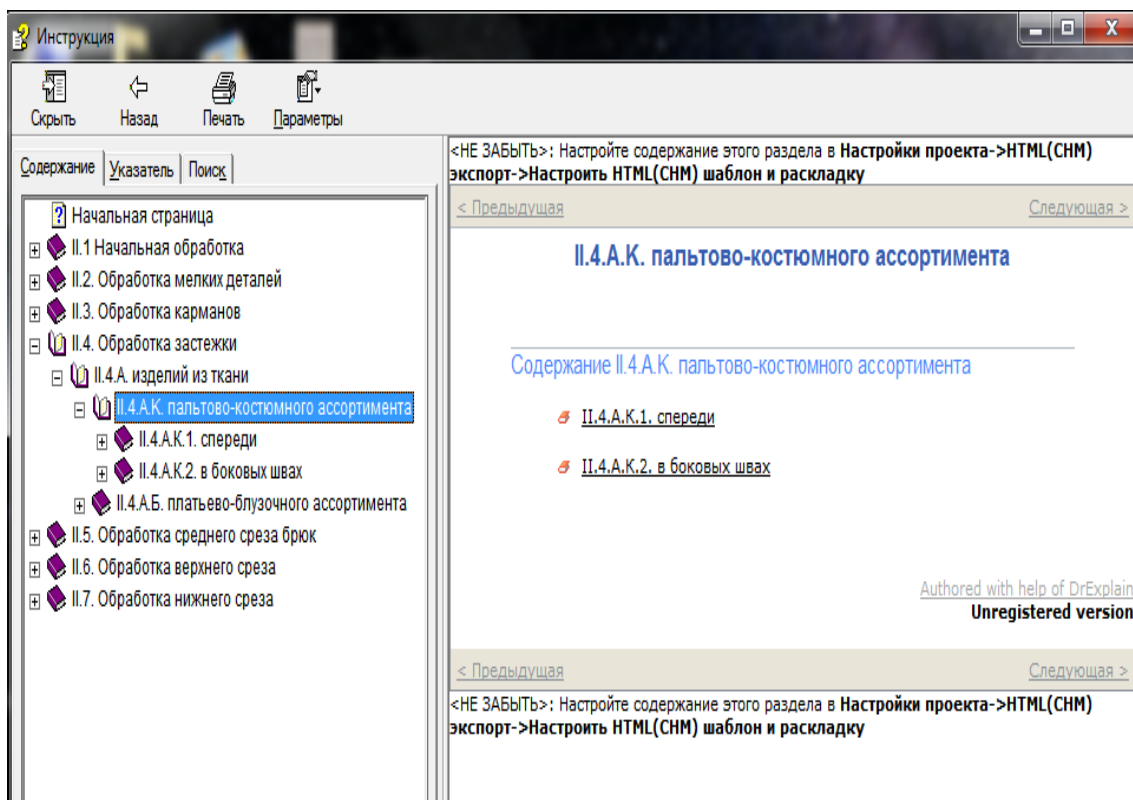 Инструкция
Скрыть
Назад
Печать
Параметры
Содержание
Указатель
Поиск
Начальная страница
II.1 Начальная обработка
II.2. Обработка мелких деталей
II.3. Обработка карманов
II.4. Обработка застежки
II.4.А. изделий из ткани
II.4.А.К. пальтово-костюмного ассортимента
II.4.А.К.1. спереди
II.4.А.К.2. в боковых швах
II.4.А.Б. платьево-блузочного ассортимента
II.5. Обработка среднего среза брюк
II.6. Обработка верхнего среза
II.7. Обработка нижнего среза
<НЕ ЗАБЫТЬ>: Настройте содержание этого раздела в Настройки проекта->HTML(CHM)
экспорт->Настроить HTML(CHM) шаблон и раскладку
< Предыдущая
Следующая >
II.4.А.К. пальтово-костюмного ассортимента
Содержание II.4.А.К. пальтово-костюмного ассортимента
II.4.А.К.1. спереди
II.4.А.К.2. в боковых швах
Authored with help of DrExplain
Unregistered version
< Предыдущая
Следующая >
<НЕ ЗАБЫТЬ>: Настройте содержание этого раздела в Настройки проекта->HTML(CHM)
экспорт->Настроить HTML(CHM) шаблон и раскладку